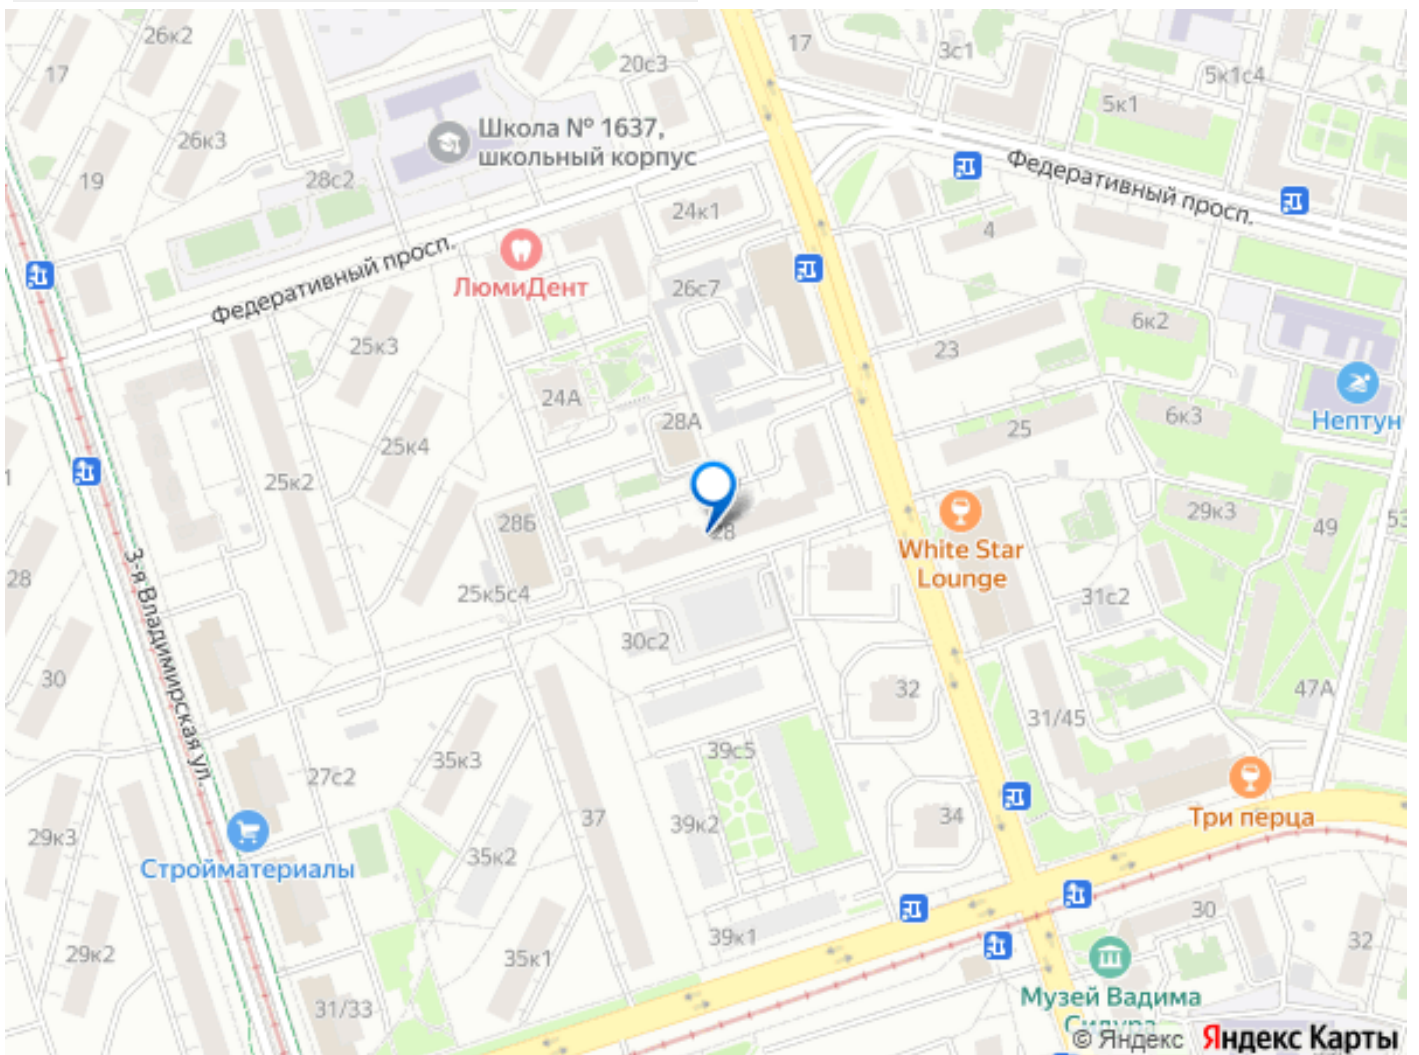 26к2
17
20с3
17
3с1
5к1с4
5к1
Школа № 1637,
школьный корпус
26к3
19
28с2
Федеративный просп.
24к1
4
Федеративный просп.
ЛюмиДент
26с7
6к2
25к3
23
24А
28А
25
6к3
Нептун
25к4
25к2
28Б
28
29к3
49
53
White Star
Lounge
1
28
3-я Владимирская ул.
25к5с4
31с2
30с2
30
32
47А
31/45
39с5
35к3
27с2
Три перца
37
39к2
34
29к3
Стройматериалы
35к2
30
39к1
32
29к2
35к1
Музей Вадима
Сидура
31/33
© Яндекс Яндекс Карты